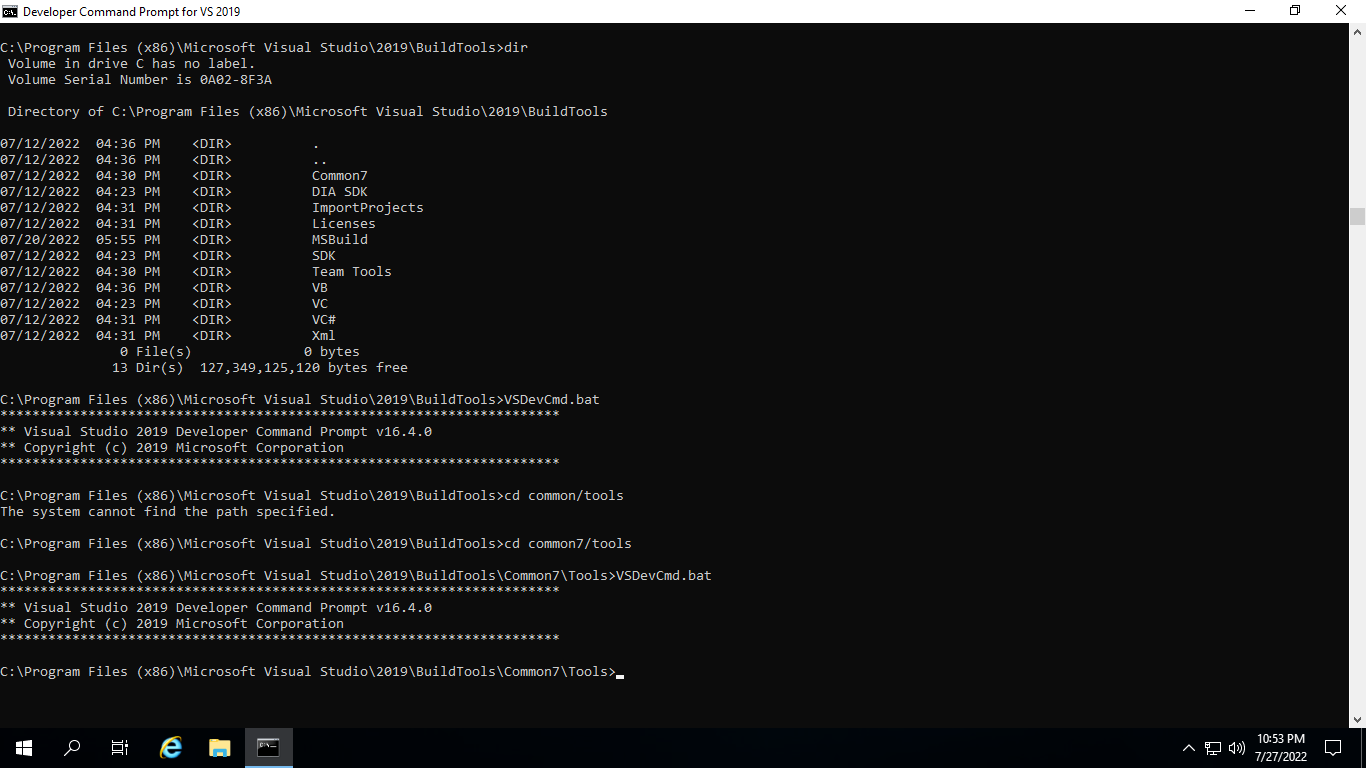 Developer Command Prompt for VS 2019
C:\Program Files (x86)\Microsoft Visual Studio\2019\BuildTools>dir
 Volume in drive C has no label.
 Volume Serial Number is 0A02-8F3A
 Directory of C:\Program Files (x86)\Microsoft Visual Studio\2019\BuildTools
07/12/2022  04:36 PM    <DIR>          .
07/12/2022  04:36 PM    <DIR>          ..
07/12/2022  04:30 PM    <DIR>          Common7
07/12/2022  04:23 PM    <DIR>          DIA SDK
07/12/2022  04:31 PM    <DIR>          ImportProjects
07/12/2022  04:31 PM    <DIR>          Licenses
07/20/2022  05:55 PM    <DIR>          MSBuild
07/12/2022  04:23 PM    <DIR>          SDK
07/12/2022  04:30 PM    <DIR>          Team Tools
07/12/2022  04:36 PM    <DIR>          VB
07/12/2022  04:23 PM    <DIR>          VC
07/12/2022  04:31 PM    <DIR>          VC#
07/12/2022  04:31 PM    <DIR>          Xml
               0 File(s)              0 bytes
              13 Dir(s)  127,349,125,120 bytes free
C:\Program Files (x86)\Microsoft Visual Studio\2019\BuildTools>VSDevCmd.bat
**********************************************************************
** Visual Studio 2019 Developer Command Prompt v16.4.0
** Copyright (c) 2019 Microsoft Corporation
**********************************************************************
C:\Program Files (x86)\Microsoft Visual Studio\2019\BuildTools>cd common/tools
The system cannot find the path specified.
C:\Program Files (x86)\Microsoft Visual Studio\2019\BuildTools>cd common7/tools
C:\Program Files (x86)\Microsoft Visual Studio\2019\BuildTools\Common7\Tools>VSDevCmd.bat
**********************************************************************
** Visual Studio 2019 Developer Command Prompt v16.4.0
** Copyright (c) 2019 Microsoft Corporation
**********************************************************************
C:\Program Files (x86)\Microsoft Visual Studio\2019\BuildTools\Common7\Tools>
10:53 PM
7/27/2022